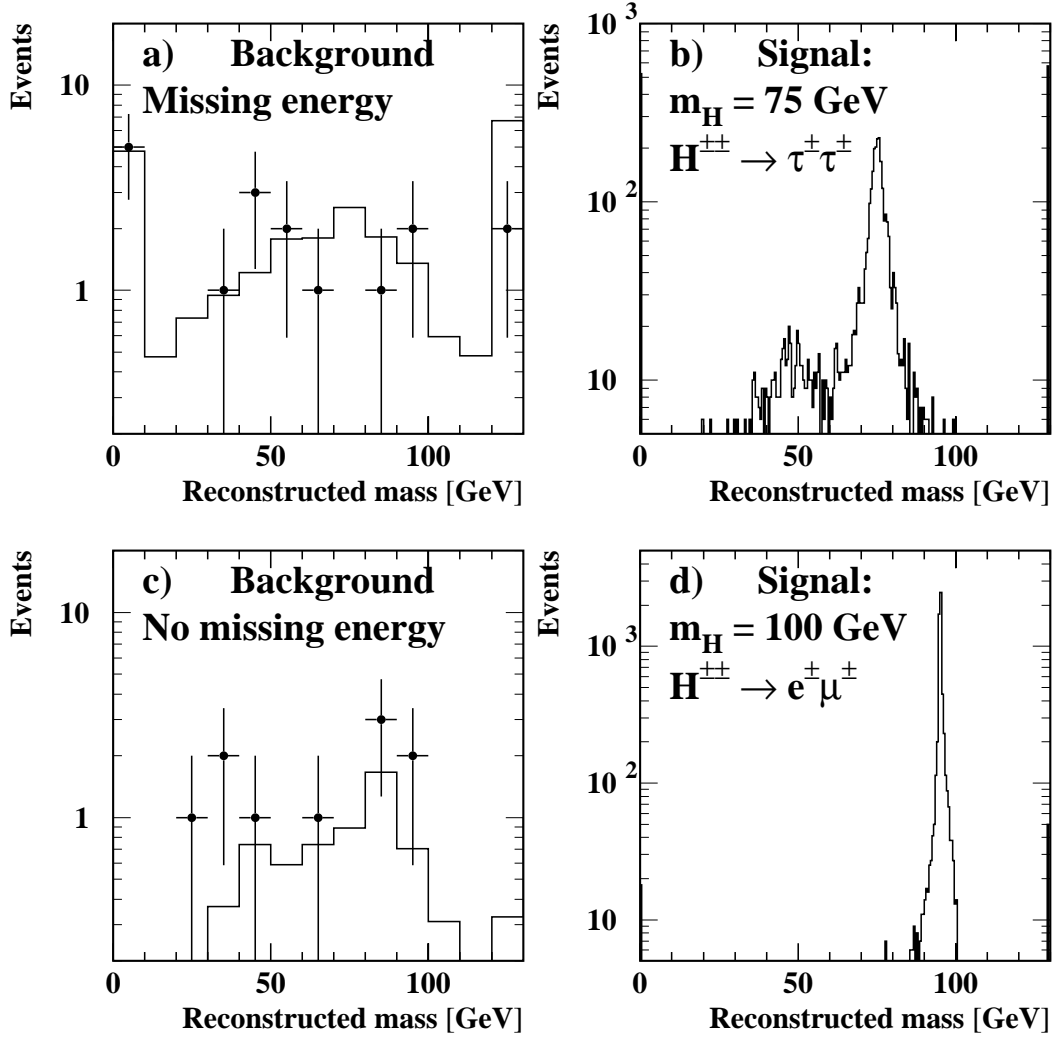 Events
a) Background
Missing energy
10
1
0 50 100
Reconstructed mass [GeV]
Events
b) Signal:
m_H = 75 GeV
H^±± → τ^± τ^±
10^3
10^2
10
0 50 100
Reconstructed mass [GeV]
Events
c) Background
No missing energy
10
1
0 50 100
Reconstructed mass [GeV]
Events
d) Signal:
m_H = 100 GeV
H^±± → e^± μ^±
10^3
10^2
10
0 50 100
Reconstructed mass [GeV]